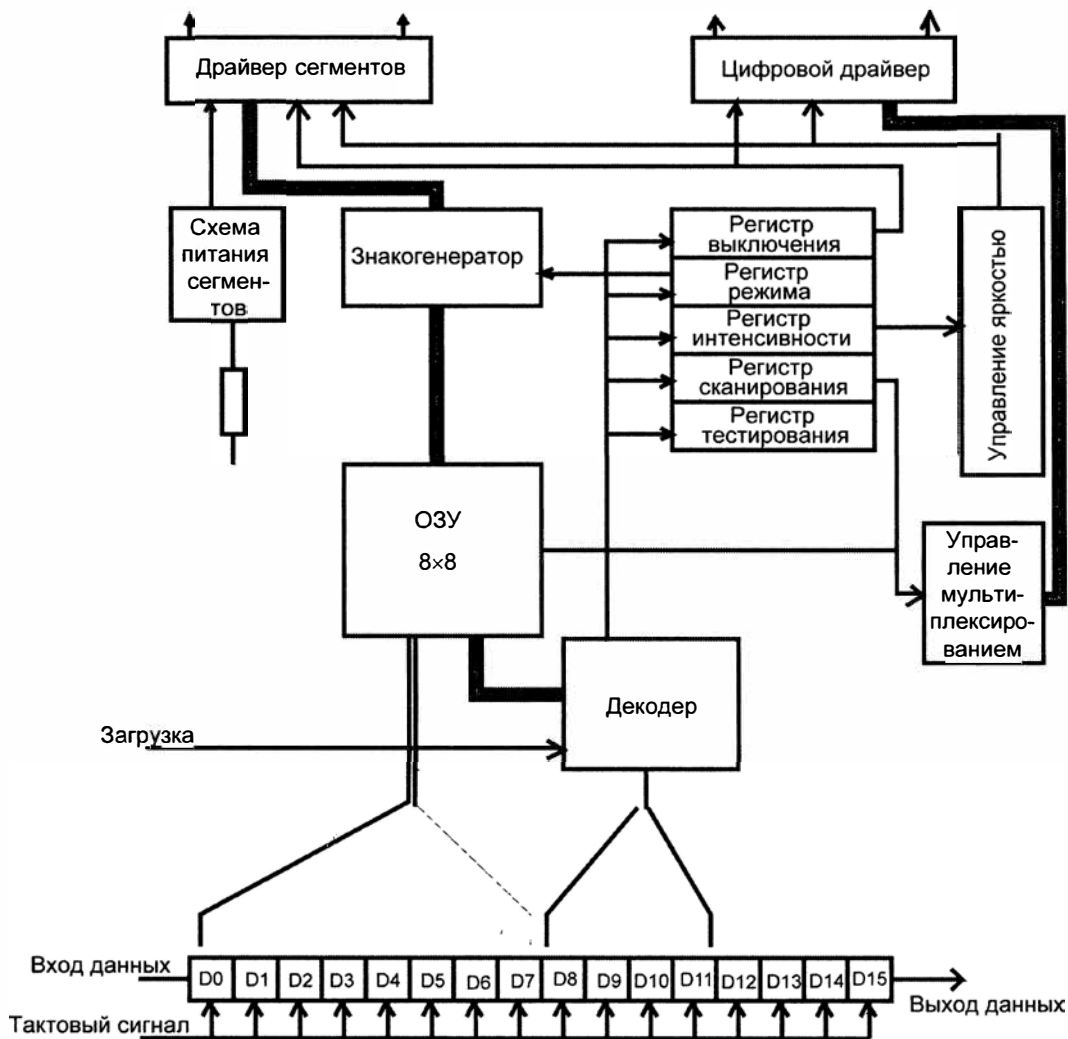 Драйвер сегментов
Цифровой драйвер
Схема
питания
сегмен-
тов
Знакогенератор
Регистр
выключения
Регистр
режима
Регистр
интенсивности
Регистр
сканирования
Регистр
тестирования
Управление яркостью
ОЗУ
8×8
Управ-
ление
мульти-
плексиро-
ванием
Декодер
Загрузка
Вход данных
D0 D1 D2 D3 D4 D5 D6 D7 D8 D9 D10 D11 D12 D13 D14 D15
Выход данных
Тактовый сигнал